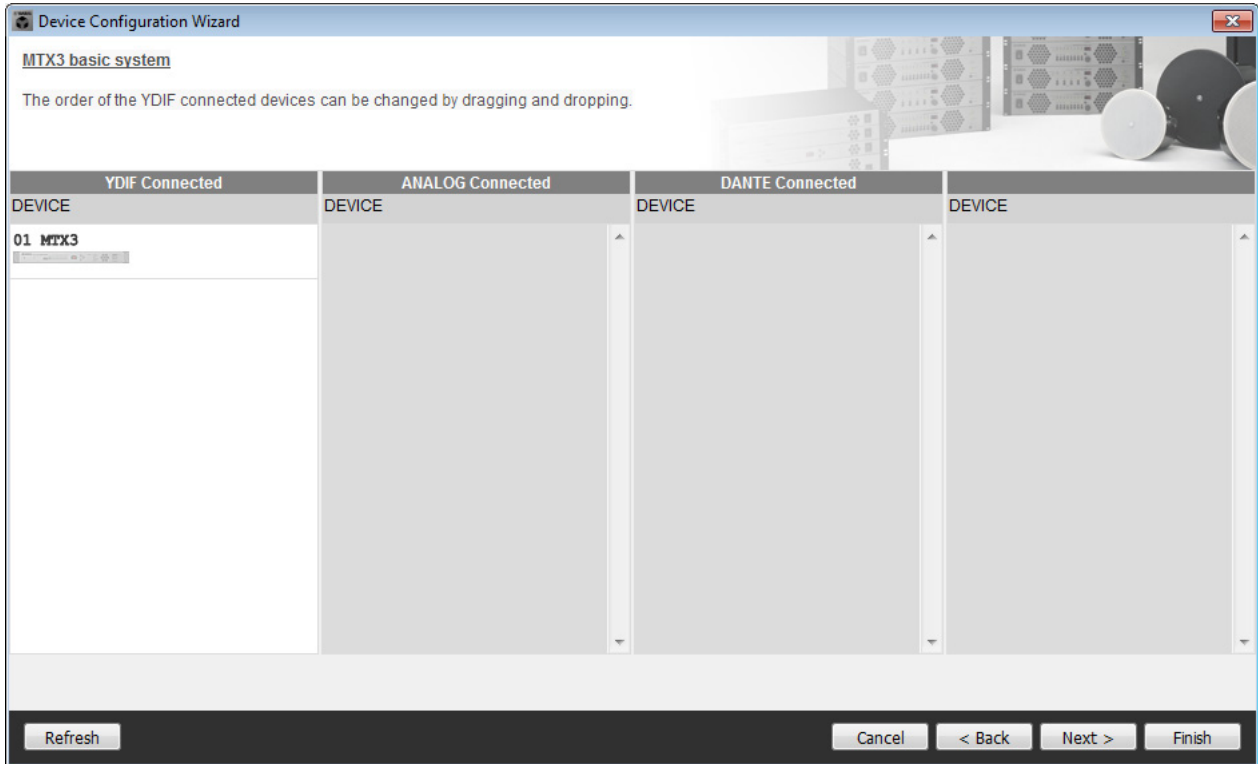 Device Configuration Wizard
MTX3 basic system
The order of the YDIF connected devices can be changed by dragging and dropping.
YDIF Connected
ANALOG Connected
DANTE Connected
DEVICE
DEVICE
DEVICE
DEVICE
01 MTX3
Refresh
Cancel
< Back
Next >
Finish